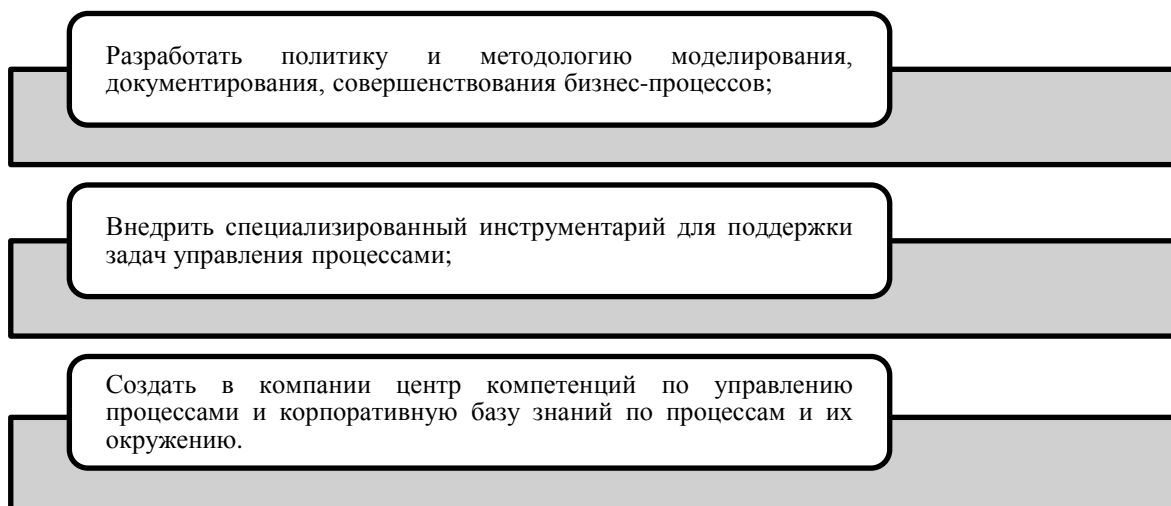 Разработать политику и методологию моделирования,
документирования, совершенствования бизнес-процессов;
Внедрить специализированный инструментарий для поддержки
задач управления процессами;
Создать в компании центр компетенций по управлению
процессами и корпоративную базу знаний по процессам и их
окружению.